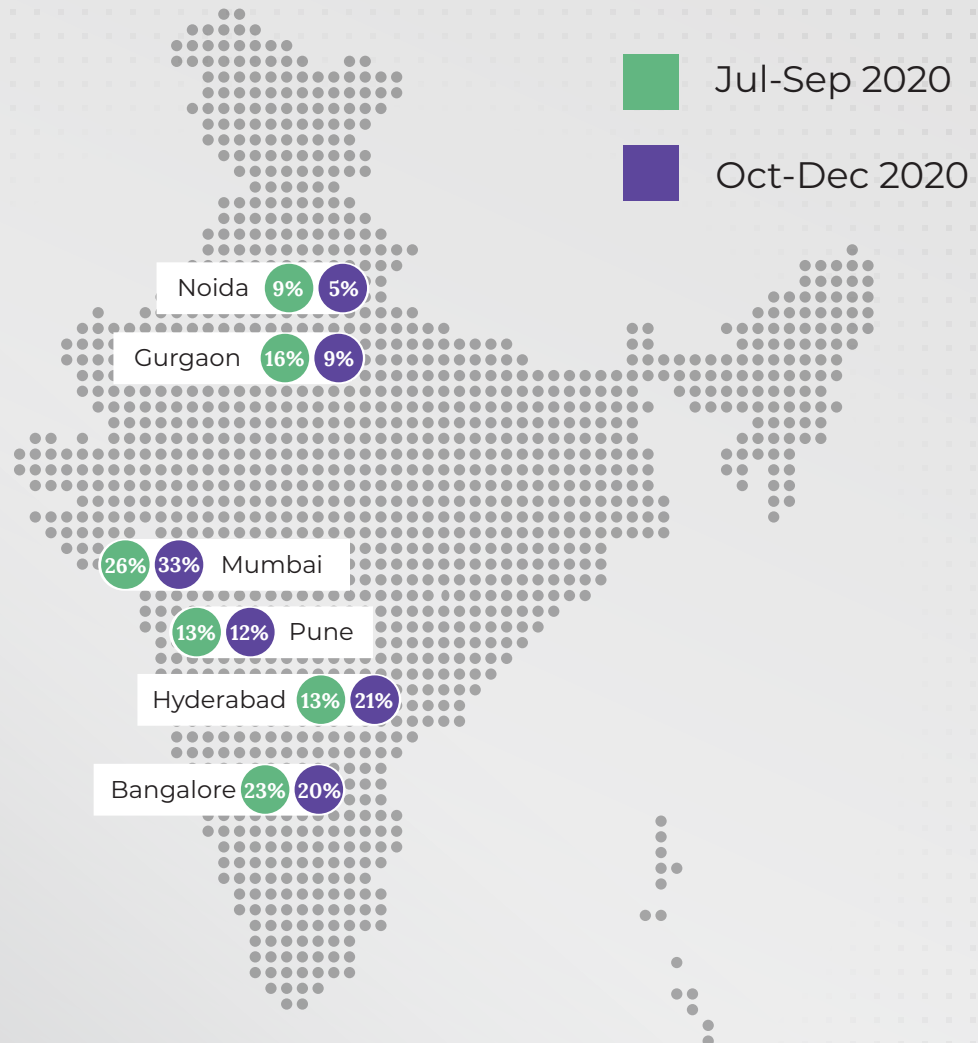 Jul-Sep 2020
Oct-Dec 2020
Noida 9% 5%
Gurgaon 16% 9%
26% 33% Mumbai
13% 12% Pune
Hyderabad 13% 21%
Bangalore 23% 20%